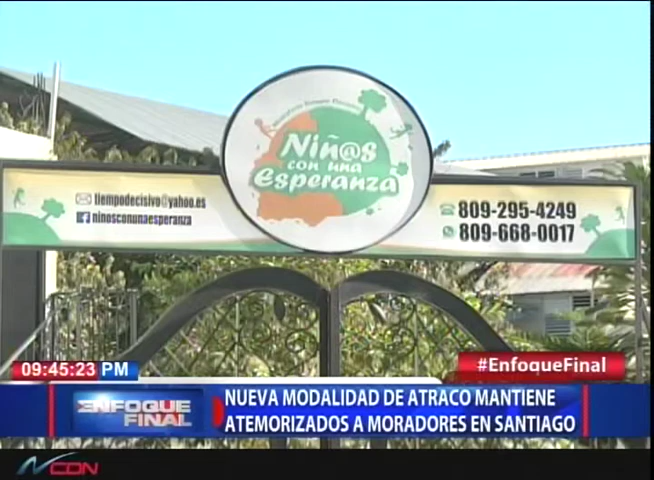 Niñ@s
con una
Esperanza
tiempodecisivo@yahoo.es
ninosconunaesperanza
809-295-4249
809-668-0017
09:45:23 PM
#EnfoqueFinal
ENFOQUE
FINAL
NUEVA MODALIDAD DE ATRACO MANTIENE
ATEMORIZADOS A MORADORES EN SANTIAGO
NCDN